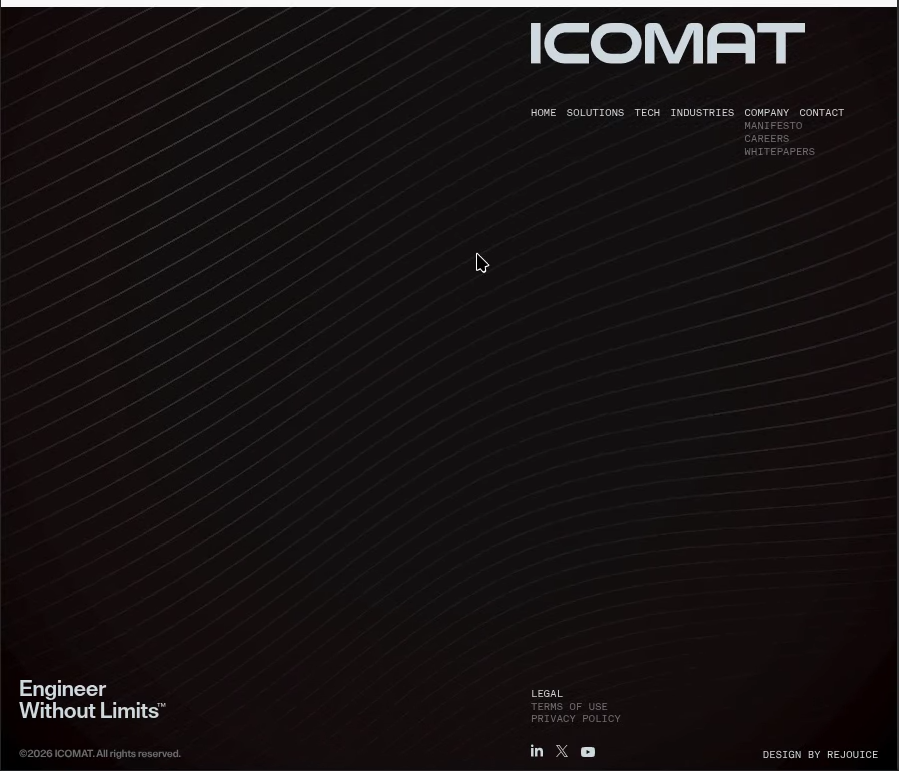 ICOMAT
HOME SOLUTIONS TECH INDUSTRIES COMPANY CONTACT
MANIFESTO
CAREERS
WHITEPAPERS
Engineer
Without Limits™
©2026 ICOMAT. All rights reserved.
LEGAL
TERMS OF USE
PRIVACY POLICY
in X
DESIGN BY REJOUICE